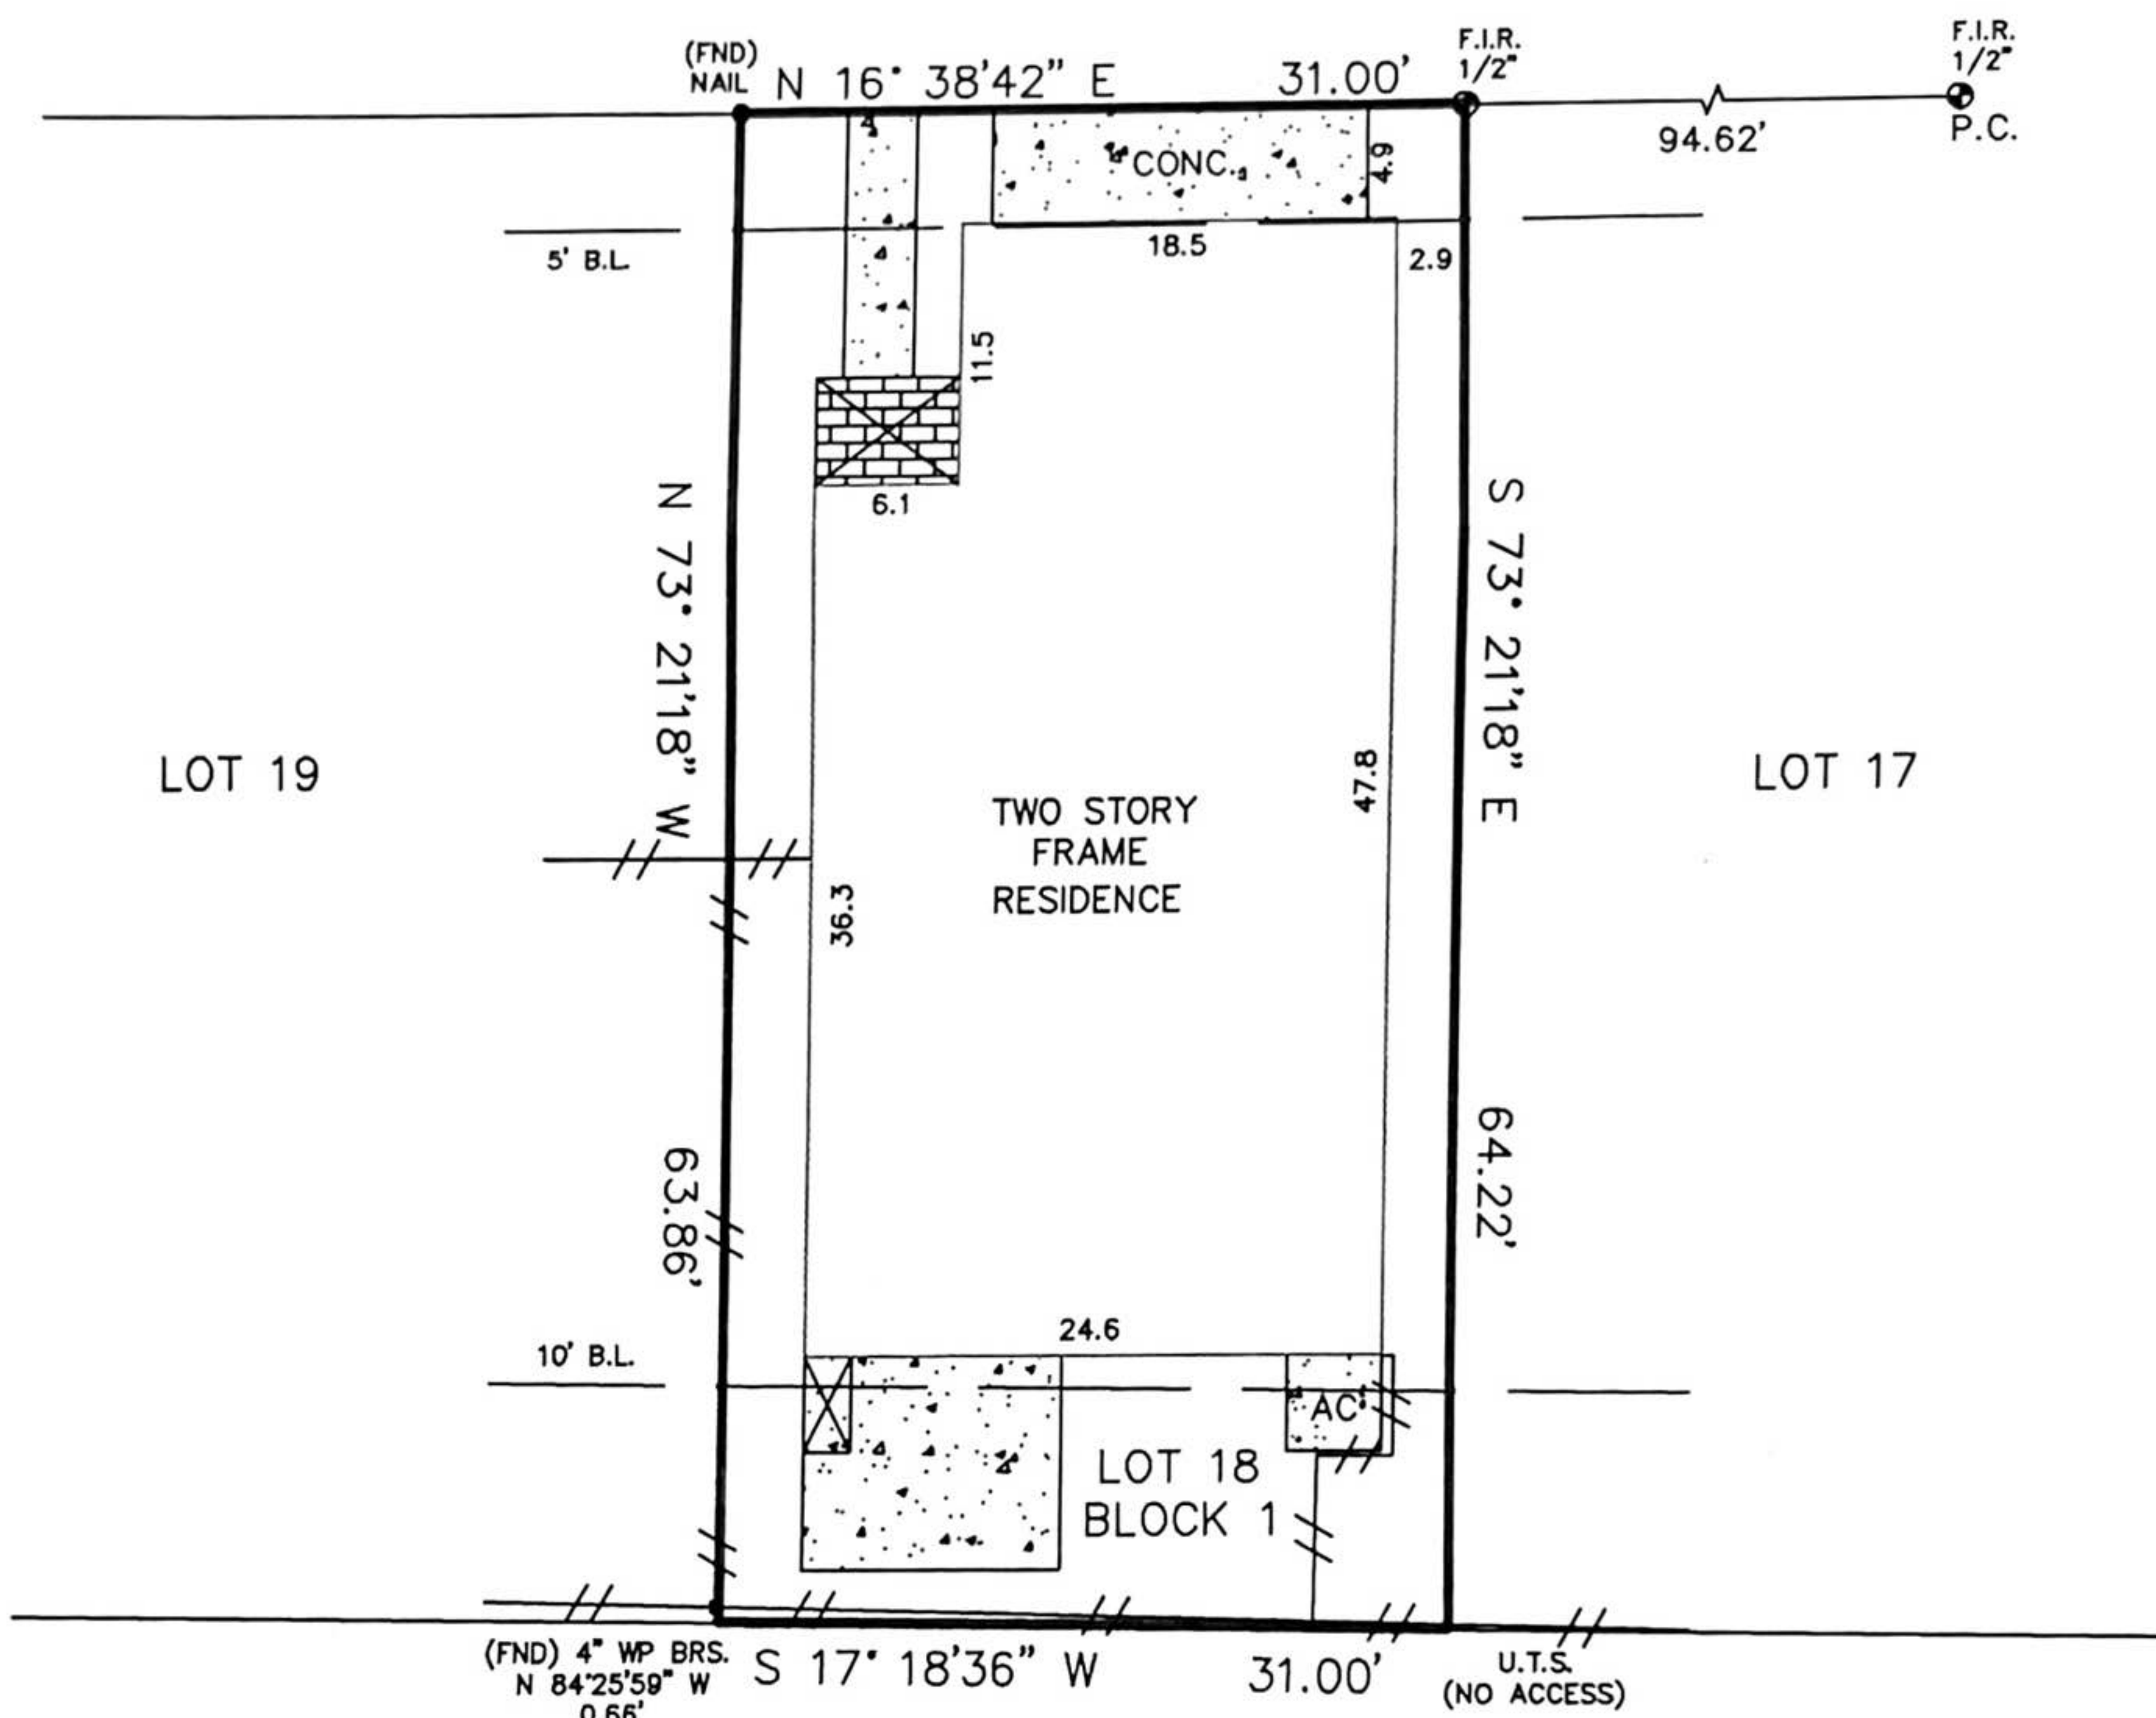 (FND)
NAIL
N 16° 38'42" E
31.00'
F.I.R.
1/2"
F.I.R.
1/2"
P.C.
94.62'
CONC.
4.9
5' B.L.
18.5
2.9
11.5
6.1
N 73° 21'18" W
S 73° 21'18" E
LOT 19
LOT 17
TWO STORY
FRAME
RESIDENCE
47.8
36.3
63.86'
64.22'
24.6
10' B.L.
AC
LOT 18
BLOCK 1
(FND) 4" WP BRS.
N 84°25'59" W
0.66'
S 17° 18'36" W
31.00'
U.T.S.
(NO ACCESS)